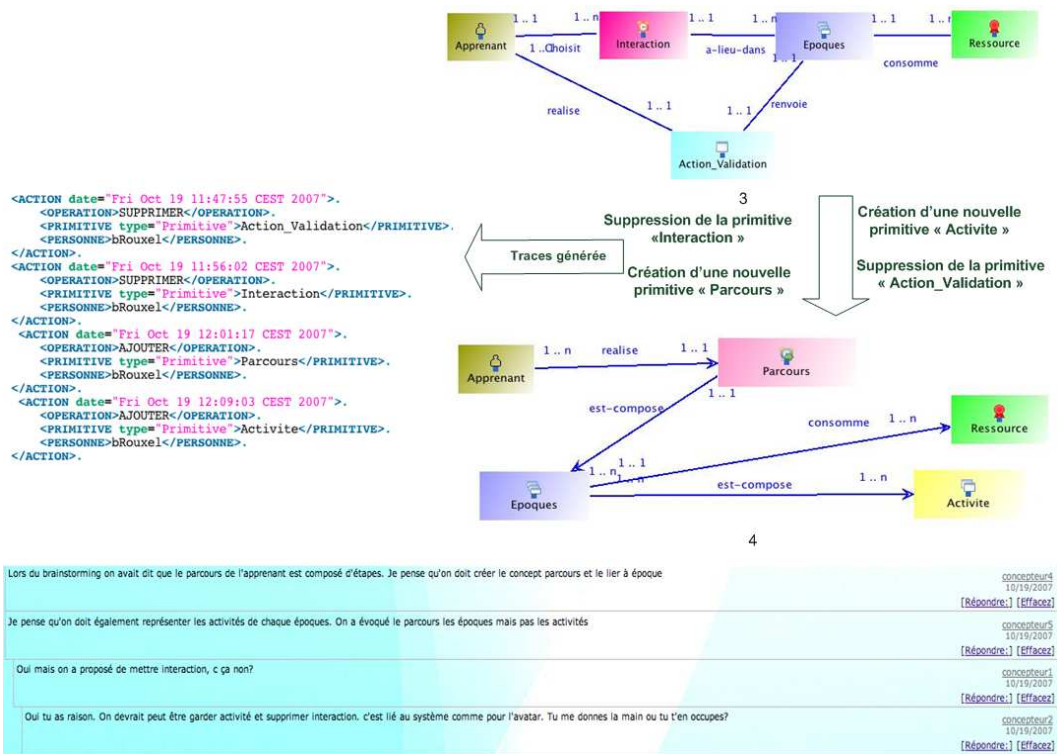 1 .. 1
1 .. n
1 .. 1
1 .. n
1 .. 1
Apprenant
Choisit
Interaction
a-lieu-dans
Epoques
consomme
Ressource
1 .. 1
realise
1 .. 1
1 .. 1
renvoie
Action_Validation
3
<ACTION date="Fri Oct 19 11:47:55 CEST 2007">.
<OPERATION>SUPPRIMER</OPERATION>.
<PRIMITIVE type="Primitive">Action_Validation</PRIMITIVE>.
<PERSONNE>bRouxel</PERSONNE>.
</ACTION>.
<ACTION date="Fri Oct 19 11:56:02 CEST 2007">.
<OPERATION>SUPPRIMER</OPERATION>.
<PRIMITIVE type="Primitive">Interaction</PRIMITIVE>.
<PERSONNE>bRouxel</PERSONNE>.
</ACTION>.
<ACTION date="Fri Oct 19 12:01:17 CEST 2007">.
<OPERATION>AJOUTER</OPERATION>.
<PRIMITIVE type="Primitive">Parcours</PRIMITIVE>.
<PERSONNE>bRouxel</PERSONNE>.
</ACTION>.
<ACTION date="Fri Oct 19 12:09:03 CEST 2007">.
<OPERATION>AJOUTER</OPERATION>.
<PRIMITIVE type="Primitive">Activite</PRIMITIVE>.
<PERSONNE>bRouxel</PERSONNE>.
</ACTION>.
Traces générée
Suppression de la primitive
«Interaction »
Création d'une nouvelle
primitive « Parcours »
Création d'une nouvelle
primitive « Activite »
Suppression de la primitive
« Action_Validation »
Apprenant
1 .. n
realise
1 .. 1
Parcours
1 .. 1
est-compose
consomme
1 .. n
Ressource
1 .. n
1 .. 1
Epoques
est-compose
1 .. n
Activite
4
Lors du brainstorming on avait dit que le parcours de l'apprenant est composé d'étapes. Je pense qu'on doit créer le concept parcours et le lier à époque
concepteur4
10/19/2007
[Répondre:] [Effacez]
Je pense qu'on doit également représenter les activités de chaque époques. On a évoqué le parcours les époques mais pas les activités
concepteur5
10/19/2007
[Répondre:] [Effacez]
Oui mais on a proposé de mettre interaction, c ça non?
concepteur1
10/19/2007
[Répondre:] [Effacez]
Oui tu as raison. On devrait peut être garder activité et supprimer interaction. c'est lié au système comme pour l'avatar. Tu me donnes la main ou tu t'en occupes?
concepteur2
10/19/2007
[Répondre:] [Effacez]